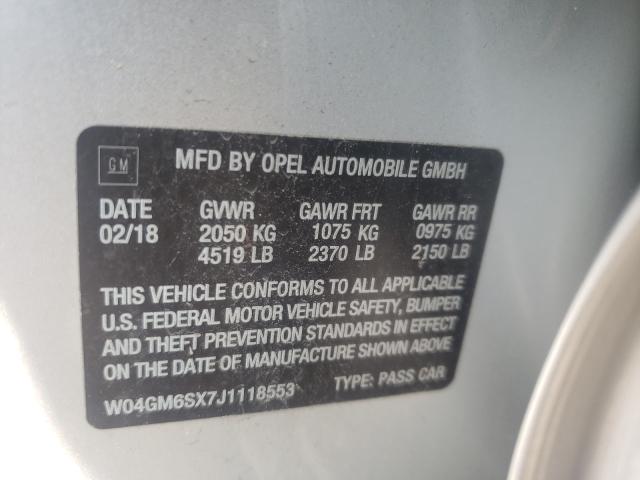 GM MFD BY OPEL AUTOMOBILE GMBH
DATE GVWR GAWR FRT GAWR RR
02/18 2050 KG 1075 KG 0975 KG
4519 LB 2370 LB 2150 LB
THIS VEHICLE CONFORMS TO ALL APPLICABLE
U.S. FEDERAL MOTOR VEHICLE SAFETY, BUMPER
AND THEFT PREVENTION STANDARDS IN EFFECT
ON THE DATE OF MANUFACTURE SHOWN ABOVE
W04GM6SX7J1118553 TYPE: PASS CAR